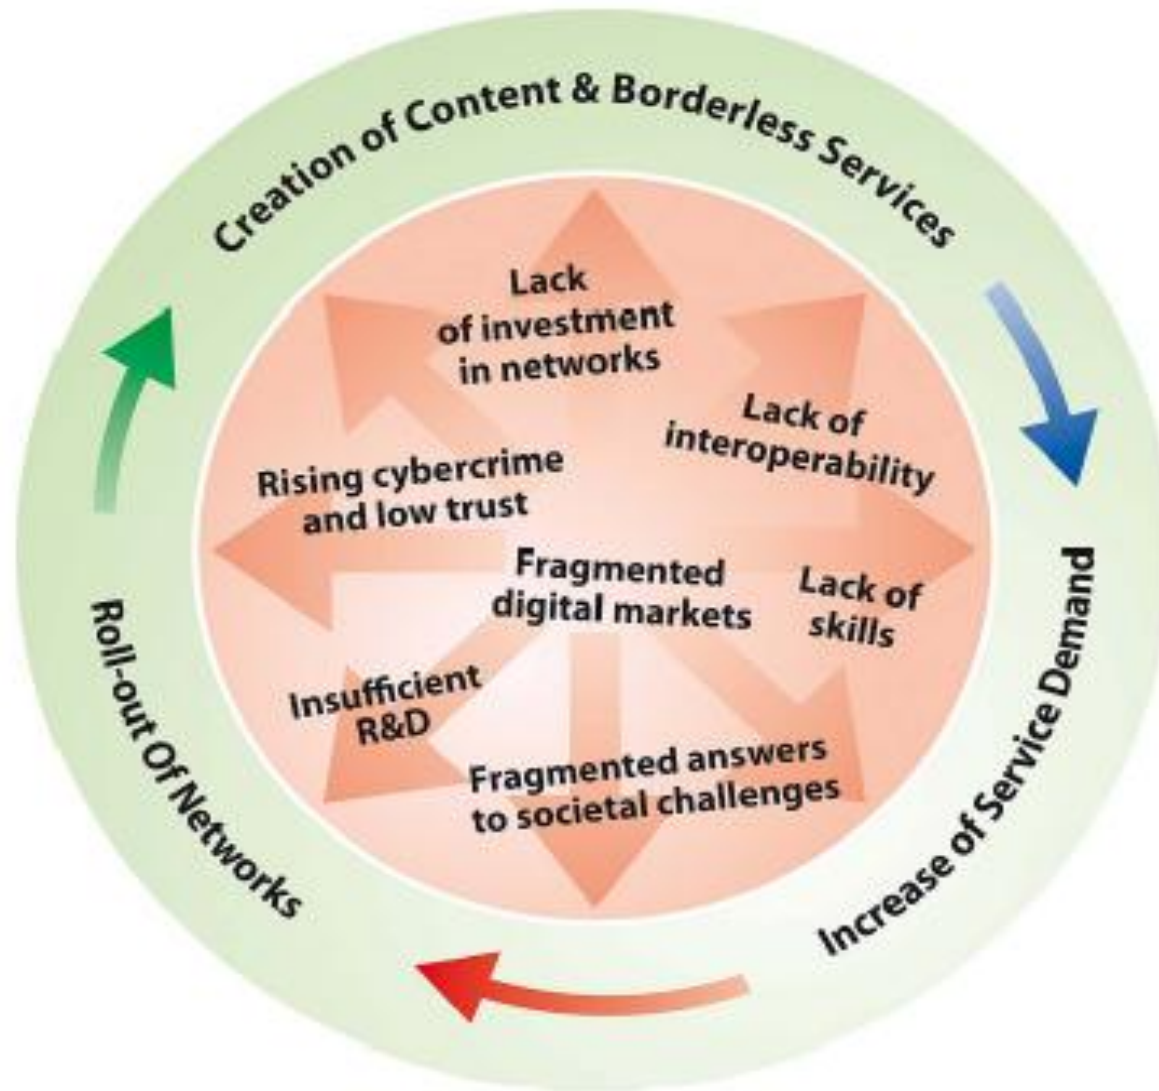 Creation of Content & Borderless Services
Lack
of investment
in networks
Lack of
interoperability
Rising cybercrime
and low trust
Fragmented
digital markets
Lack of
skills
Insufficient
R&D
Fragmented answers
to societal challenges
Increase of Service Demand
Roll-out Of Networks